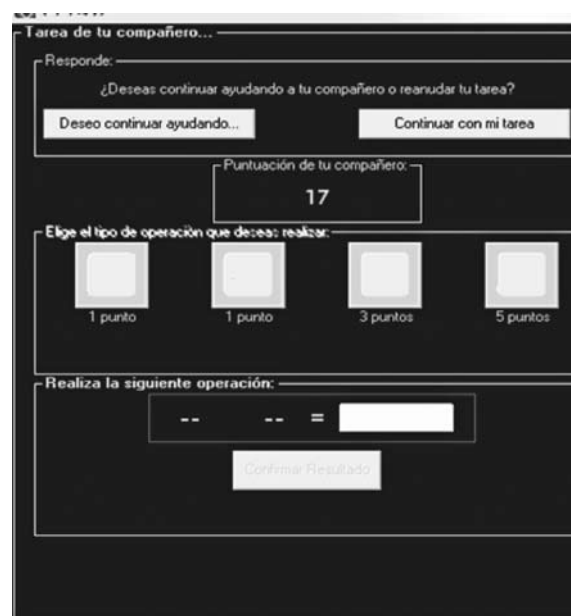 Tarea de tu compañero...
Responde:
¿Deseas continuar ayudando a tu compañero o reanudar tu tarea?
Deseo continuar ayudando...
Continuar con mi tarea
Puntuación de tu compañero:
17
Elige el tipo de operación que deseas realizar:
1 punto 1 punto 3 puntos 5 puntos
Realiza la siguiente operación:
-- -- =
Confirmar Resultado